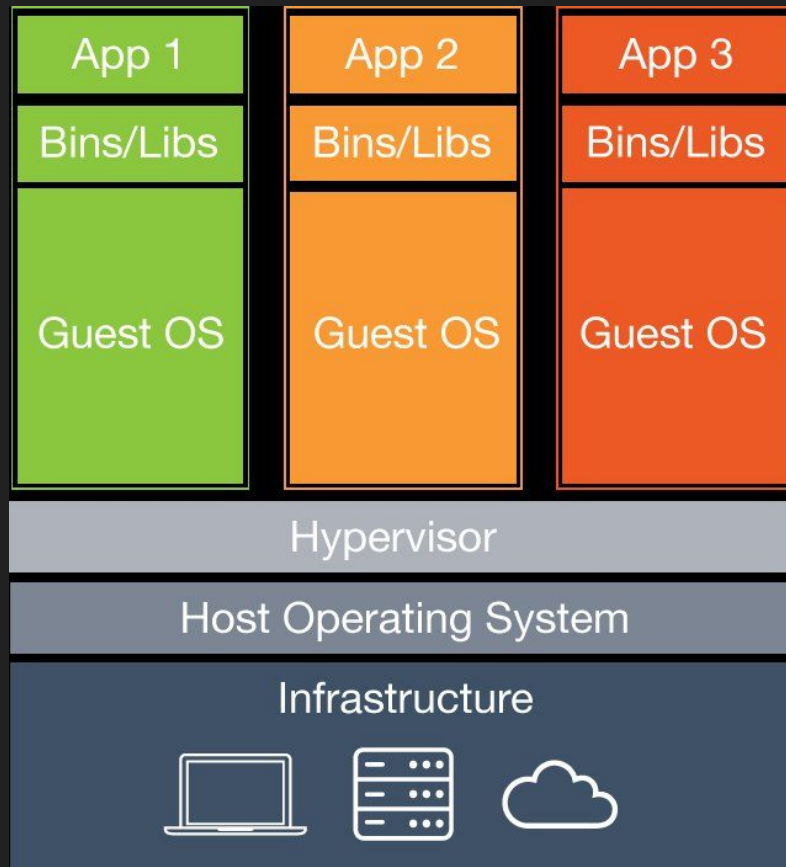 App 1
App 2
App 3
Bins/Libs
Bins/Libs
Bins/Libs
Guest OS
Guest OS
Guest OS
Hypervisor
Host Operating System
Infrastructure